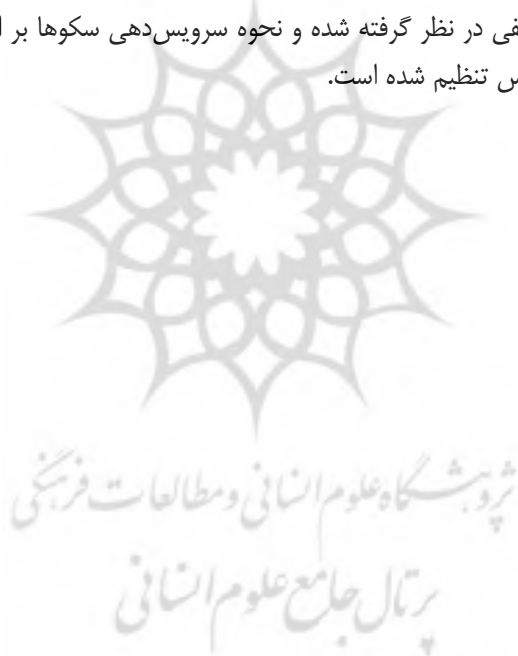 فی در نظر گرفته شده و نحوه سرویس‌دهی سکوها بر ا
س تنظیم شده است.
پژوهشگاه علوم انسانی و مطالعات فرهنگی
پرتال جامع علوم انسانی